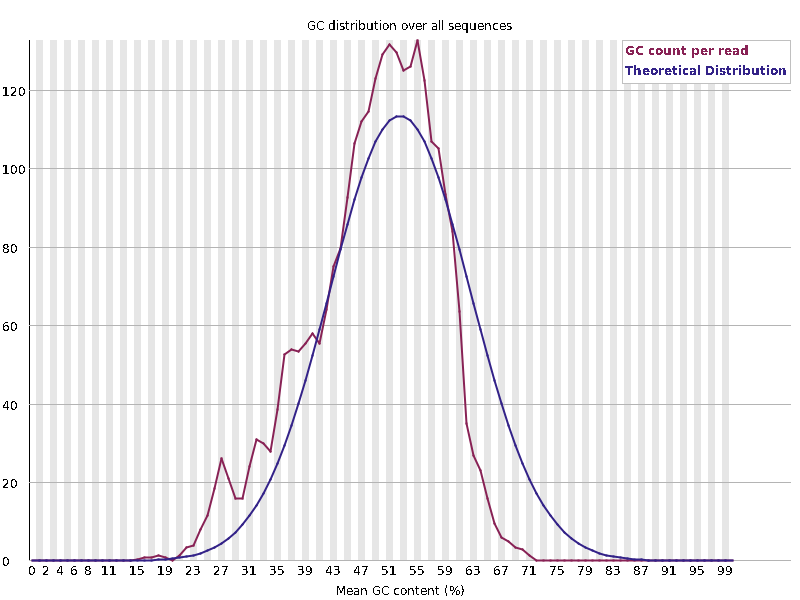 GC distribution over all sequences
GC count per read
Theoretical Distribution
120
100
80
60
40
20
0
0 2 4 6 8 11 15 19 23 27 31 35 39 43 47 51 55 59 63 67 71 75 79 83 87 91 95 99
Mean GC content (%)